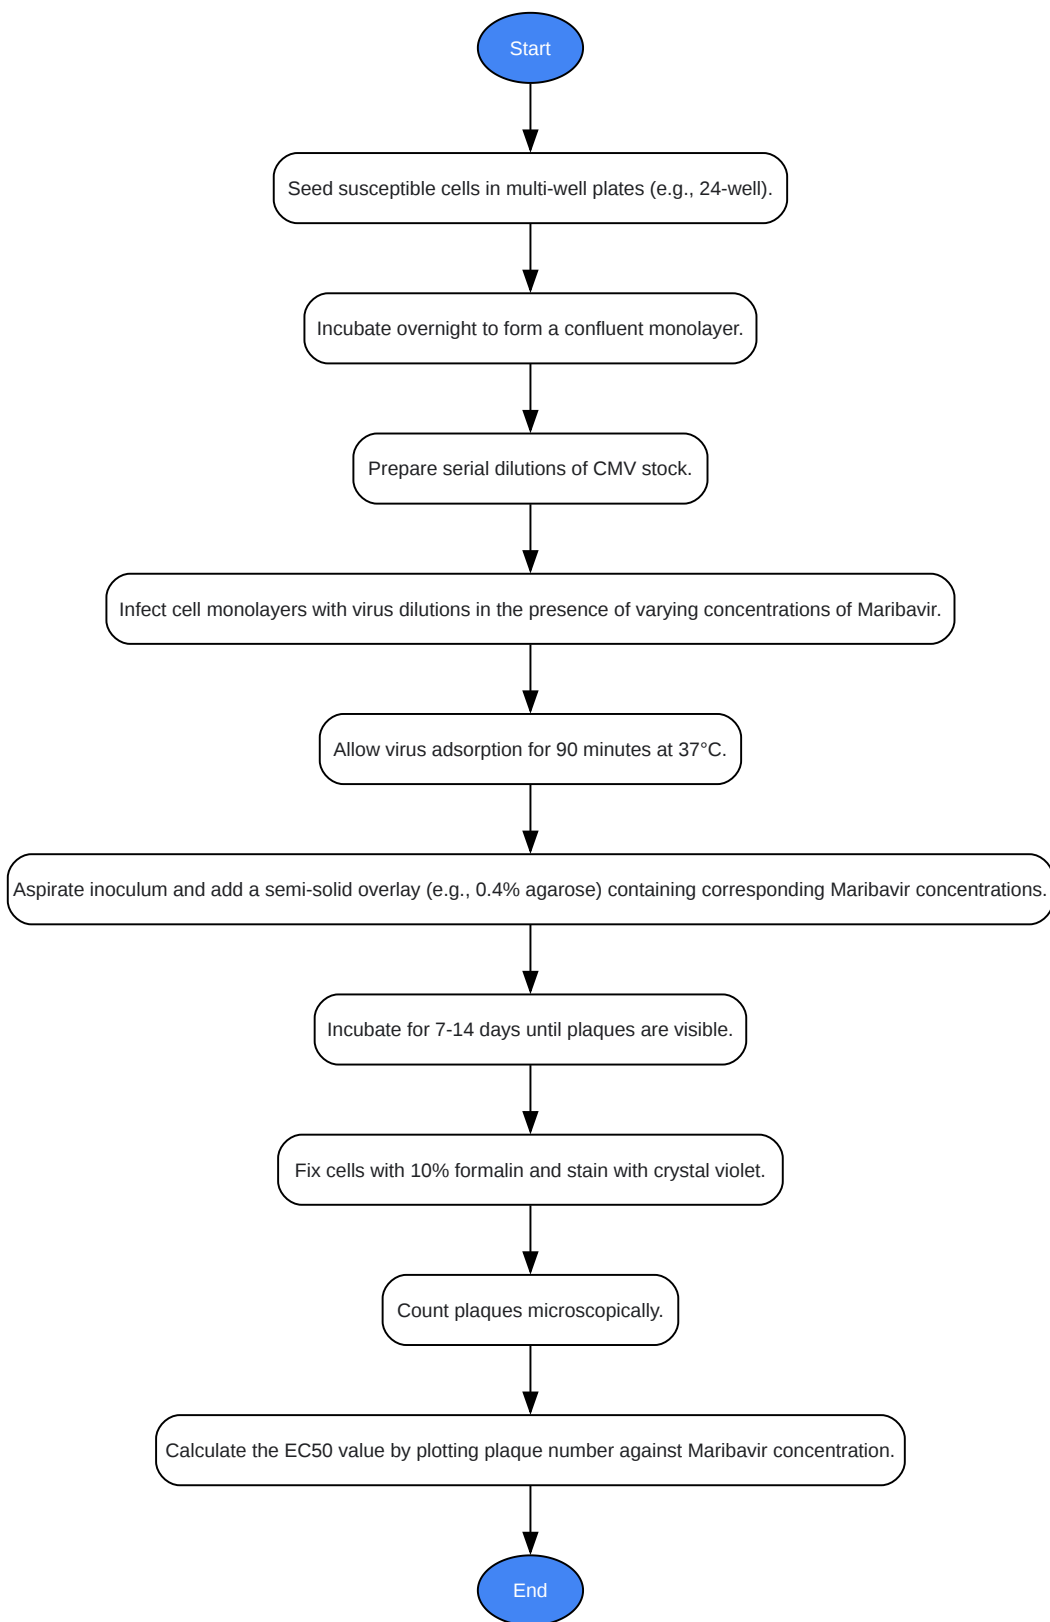 Start
Seed susceptible cells in multi-well plates (e.g., 24-well).
Incubate overnight to form a confluent monolayer.
Prepare serial dilutions of CMV stock.
Infect cell monolayers with virus dilutions in the presence of varying concentrations of Maribavir.
Allow virus adsorption for 90 minutes at 37°C.
Aspirate inoculum and add a semi-solid overlay (e.g., 0.4% agarose) containing corresponding Maribavir concentrations.
Incubate for 7-14 days until plaques are visible.
Fix cells with 10% formalin and stain with crystal violet.
Count plaques microscopically.
Calculate the EC50 value by plotting plaque number against Maribavir concentration.
End